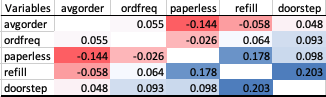 Variables avgorder ordfreq paperless refill doorstep
avgorder 0.055 -0.144 -0.058 0.048
ordfreq 0.055 -0.026 0.064 0.093
paperless -0.144 -0.026 0.178 0.098
refill -0.058 0.064 0.178 0.203
doorstep 0.048 0.093 0.098 0.203